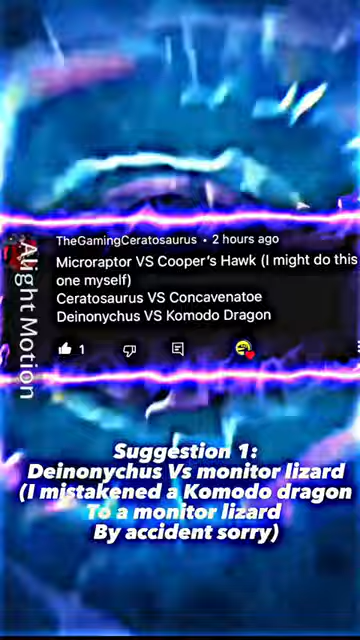 TheGamingCeratosaurus • 2 hours ago
Microraptor VS Cooper's Hawk (I might do this
one myself)
Ceratosaurus VS Concavenatoe
Deinonychus VS Komodo Dragon
1
Alight Motion
Suggestion 1:
Deinonychus Vs monitor lizard
(I mistakened a Komodo dragon
To a monitor lizard
By accident sorry)